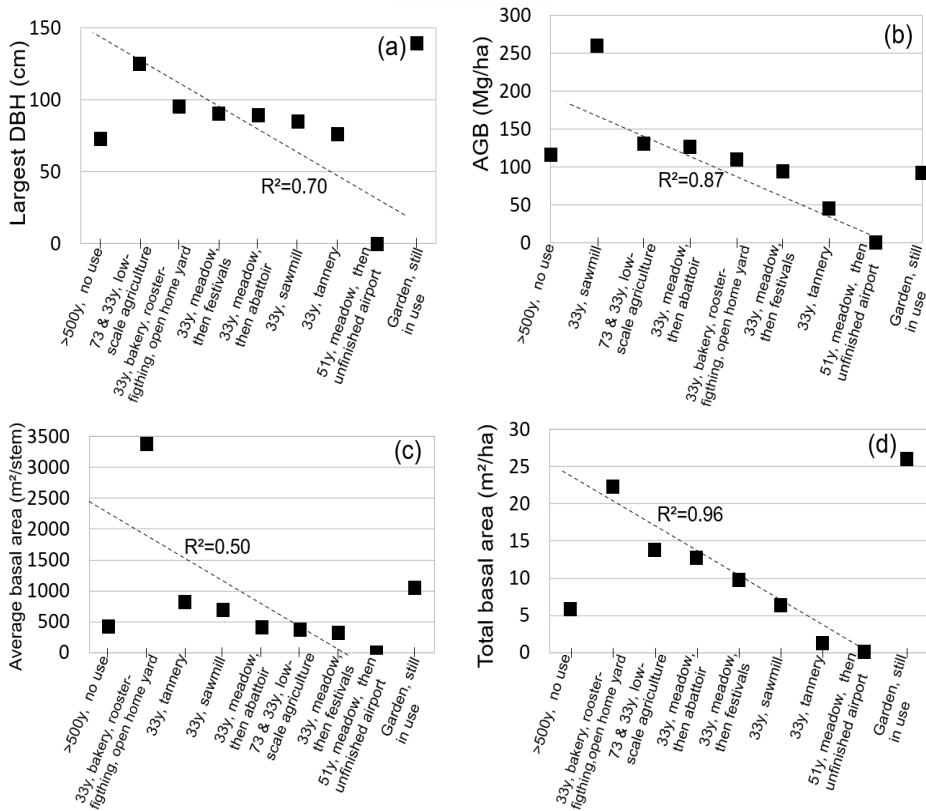 (a)
Largest DBH (cm)
150
100
50
0
R²=0.70
>500y, no use
73 & 33y, low-
scale agriculture
33y, bakery, rooster-
figthing, open home yard
33y, meadow,
then festivals
33y, meadow,
then abattoir
33y, sawmill
33y, tannery
51y, meadow, then
unfinished airport
Garden, still
in use
(b)
AGB (Mg/ha)
300
250
200
150
100
50
0
R²=0.87
>500y, no use
33y, sawmill
73 & 33y, low-
scale agriculture
33y, meadow,
then abattoir
33y, bakery, rooster-
figthing, open home yard
33y, meadow,
then festivals
33y, tannery
51y, meadow, then
unfinished airport
Garden, still
in use
(c)
Average basal area (m²/stem)
3500
3000
2500
2000
1500
1000
500
0
R²=0.50
>500y, no use
33y, bakery, rooster-
figthing, open home yard
33y, tannery
33y, sawmill
33y, meadow,
then abattoir
73 & 33y, low-
scale agriculture
33y, meadow,
then festivals
51y, meadow, then
unfinished airport
Garden, still
in use
(d)
Total basal area (m²/ha)
30
25
20
15
10
5
0
R²=0.96
>500y, no use
33y, bakery, rooster-
figthing,open home yard
73 & 33y, low-
scale agriculture
33y, meadow,
then abattoir
33y, meadow,
then festivals
33y, sawmill
33y, tannery
51y, meadow, then
unfinished airport
Garden, still
in use